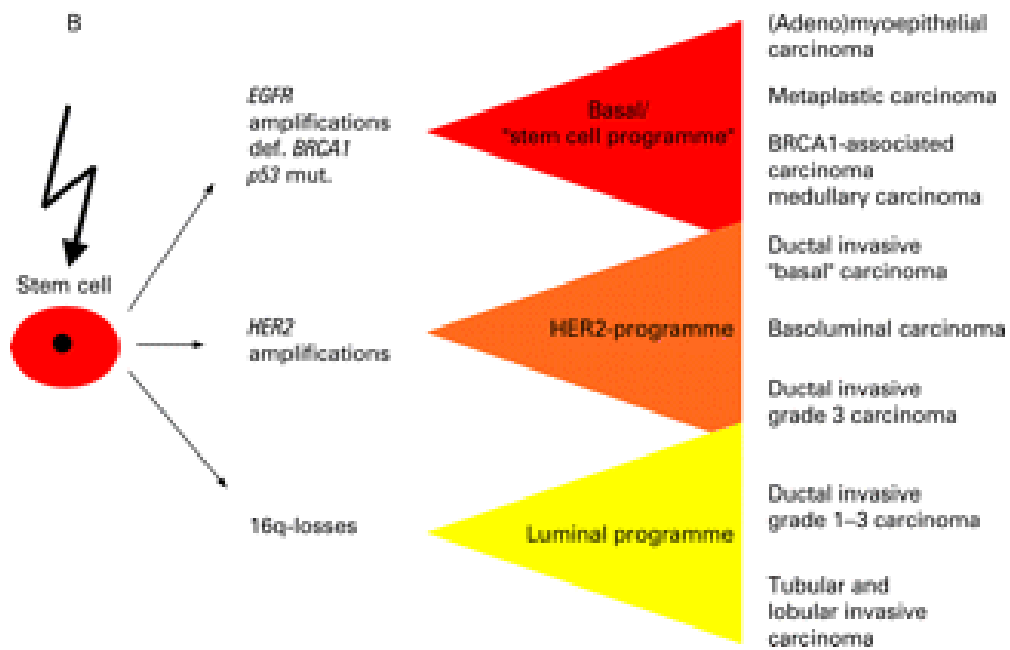 B
Stem cell
EGFR
amplifications
def. BRCA1
p53 mut.
HER2
amplifications
16q-losses
Basal/
"stem cell programme"
HER2-programme
Luminal programme
(Adeno)myoepithelial
carcinoma
Metaplastic carcinoma
BRCA1-associated
carcinoma
medullary carcinoma
Ductal invasive
"basal" carcinoma
Basoluminal carcinoma
Ductal invasive
grade 3 carcinoma
Ductal invasive
grade 1–3 carcinoma
Tubular and
lobular invasive
carcinoma